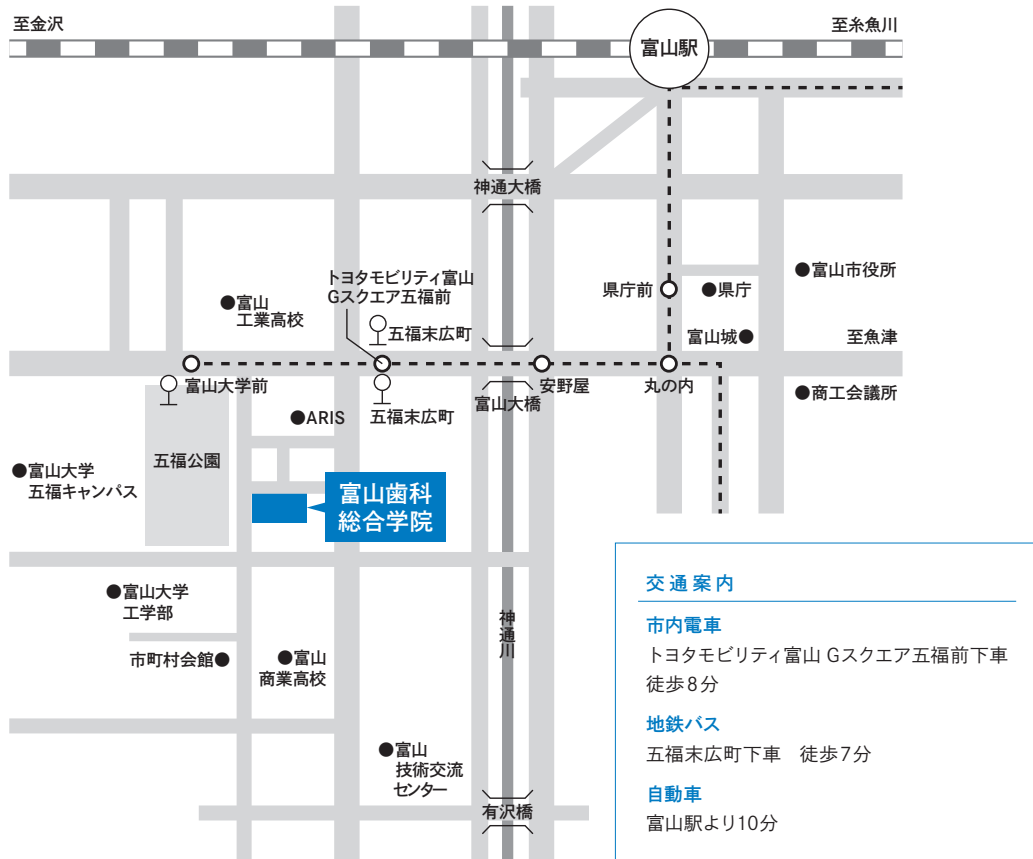 至金沢
至糸魚川
富山駅
神通大橋
トヨタモビリティ富山
Gスクエア五福前
富山
工業高校
五福末広町
県庁前
県庁
富山市役所
富山城
至魚津
富山大学前
五福末広町
富山大橋
安野屋
丸の内
商工会議所
ARIS
五福公園
富山大学
五福キャンパス
富山歯科
総合学院
富山大学
工学部
市町村会館
富山
商業高校
神通川
富山
技術交流
センター
有沢橋
交通案内
市内電車
トヨタモビリティ富山 Gスクエア五福前下車
徒歩8分
地鉄バス
五福末広町下車　徒歩7分
自動車
富山駅より10分